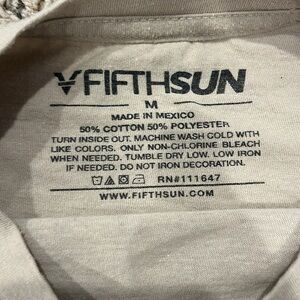 FIFTHSUN
M
MADE IN MEXICO
50% COTTON 50% POLYESTER
TURN INSIDE OUT. MACHINE WASH COLD WITH
LIKE COLORS. ONLY NON-CHLORINE BLEACH
WHEN NEEDED. TUMBLE DRY LOW. LOW IRON
IF NEEDED. DO NOT IRON DECORATION.
RN#111647
WWW.FIFTHSUN.COM